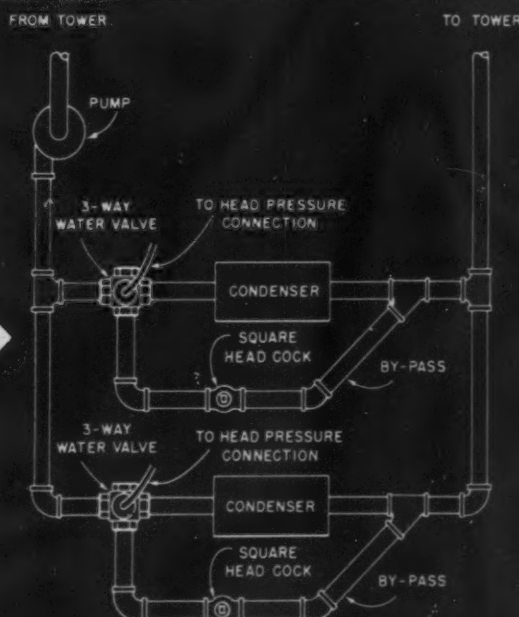 FROM TOWER
TO TOWER
PUMP
3-WAY
WATER VALVE
TO HEAD PRESSURE
CONNECTION
CONDENSER
SQUARE
HEAD COCK
BY-PASS
3-WAY
WATER VALVE
TO HEAD PRESSURE
CONNECTION
CONDENSER
SQUARE
HEAD COCK
BY-PASS